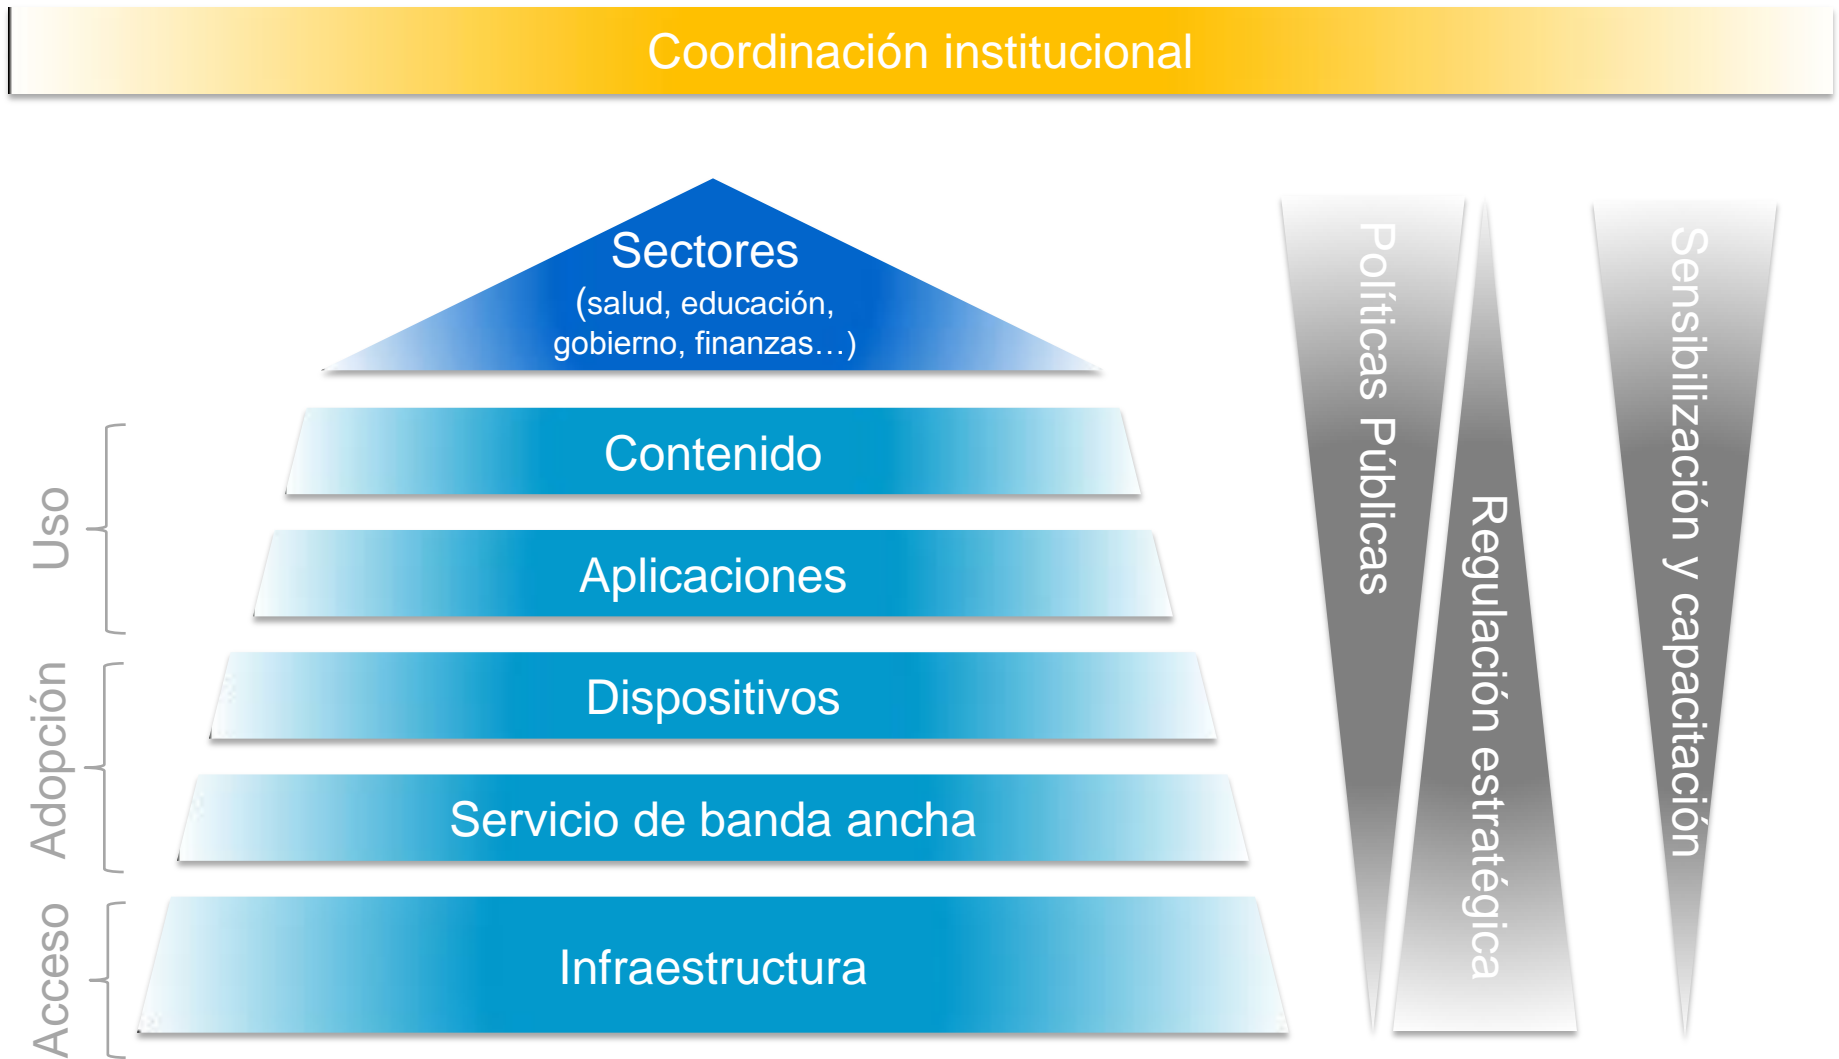 Coordinación institucional
Sectores
(salud, educación,
gobierno, finanzas…)
Contenido
Aplicaciones
Dispositivos
Servicio de banda ancha
Infraestructura
Uso
Adopción
Acceso
Políticas Públicas
Regulación estratégica
Sensibilización y capacitación